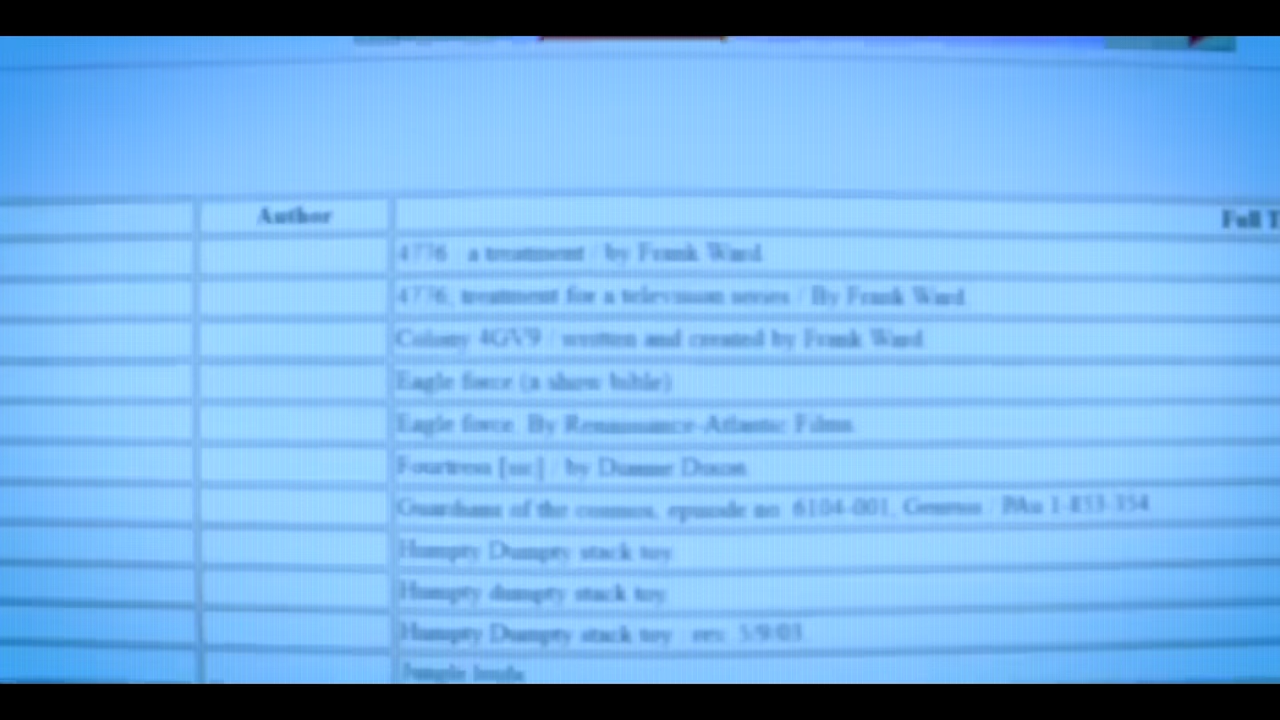 Author
Full T
4776 a treatment / by Frank Ward
4776, treatment for a television series / By Frank Ward
Colony 4GV9 / written and created by Frank Ward
Eagle force (a show bible)
Eagle force. By Renaissance-Atlantic Films.
Fourtress [sic] / by Dianne Dixon
Guardians of the cosmos, episode no. 6104-001, Genesis / PAu 1-853-354
Humpty Dumpty stack toy
Humpty dumpty stack toy
Humpty Dumpty stack toy : rev. 5/9/03
Jungle